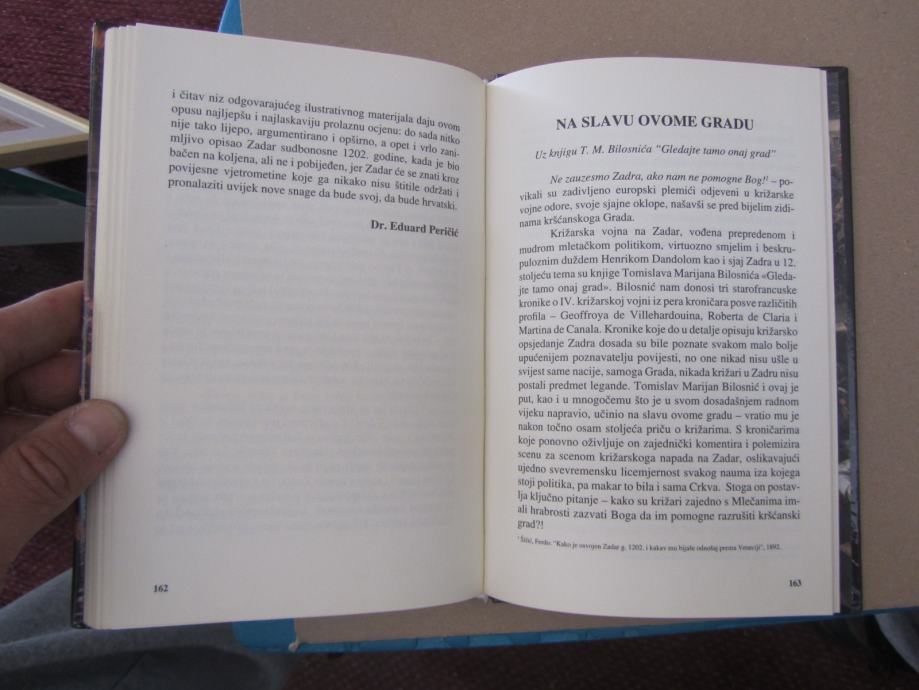 i čitav niz odgovarajućeg ilustrativnog materijala daju ovom
opusu najljepšu i najlaskaviju prolaznu ocjenu: do sada nitko
nije tako lijepo, argumentirano i opširno, a opet i vrlo zani-
mljivo opisao Zadar sudbonosne 1202. godine, kada je bio
bačen na koljena, ali ne i pobijeđen, jer Zadar će se znati kroz
povijesne vjetrometine koje ga nikako nisu štitile održati i
pronalaziti uvijek nove snage da bude svoj, da bude hrvatski.
Dr. Eduard Peričić
162
NA SLAVU OVOME GRADU
Uz knjigu T. M. Bilosnića "Gledajte tamo onaj grad"
Ne zauzesmo Zadra, ako nam ne pomogne Bog!¹ – po-
vikali su zadivljeno europski plemići odjeveni u križarske
vojne odore, svoje sjajne oklope, našavši se pred bijelim zidi-
nama kršćanskoga Grada.
Križarska vojna na Zadar, vođena prepredenom i
mudrom mletačkom politikom, virtuozno smjelim i beskru-
puloznim duždem Henrikom Dandolom kao i sjaj Zadra u 12.
stoljeću tema su knjige Tomislava Marijana Bilosnića «Gleda-
jte tamo onaj grad». Bilosnić nam donosi tri starofrancuske
kronike o IV. križarskoj vojni iz pera kroničara posve različitih
profila – Geoffroya de Villehardouina, Roberta de Claria i
Martina de Canala. Kronike koje do u detalje opisuju križarsko
opsjedanje Zadra dosada su bile poznate svakom malo bolje
upućenijem poznavatelju povijesti, no one nikad nisu ušle u
svijest same nacije, samoga Grada, nikada križari u Zadru nisu
postali predmet legande. Tomislav Marijan Bilosnić i ovaj je
put, kao i u mnogočemu što je u svom dosadašnjem radnom
vijeku napravio, učinio na slavu ovome gradu – vratio mu je
nakon točno osam stoljeća priču o križarima. S kroničarima
koje ponovno oživljuje on zajednički komentira i polemizira
scenu za scenom križarskoga napada na Zadar, oslikavajući
ujedno svevremensku licemjernost svakog nauma iza kojega
stoji politika, pa makar to bila i sama Crkva. Stoga on postav-
lja ključno pitanje – kako su križari zajedno s Mlečanima im-
ali hrabrosti zazvati Boga da im pomogne razrušiti kršćanski
grad?!
¹ Šišić, Ferdo: "Kako je osvojen Zadar g. 1202. i kakav mu bijaše odnošaj prema Veneciji", 1892.
163